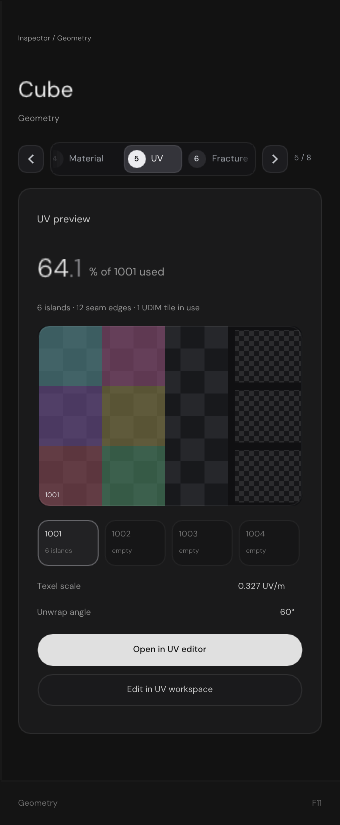 Inspector / Geometry
Cube
Geometry
4 Material 5 UV 6 Fracture 5 / 8
UV preview
64.1 % of 1001 used
6 islands · 12 seam edges · 1 UDIM tile in use
1001
1001 1002 1003 1004
6 islands empty empty empty
Texel scale 0.327 UV/m
Unwrap angle 60°
Open in UV editor
Edit in UV workspace
Geometry F11